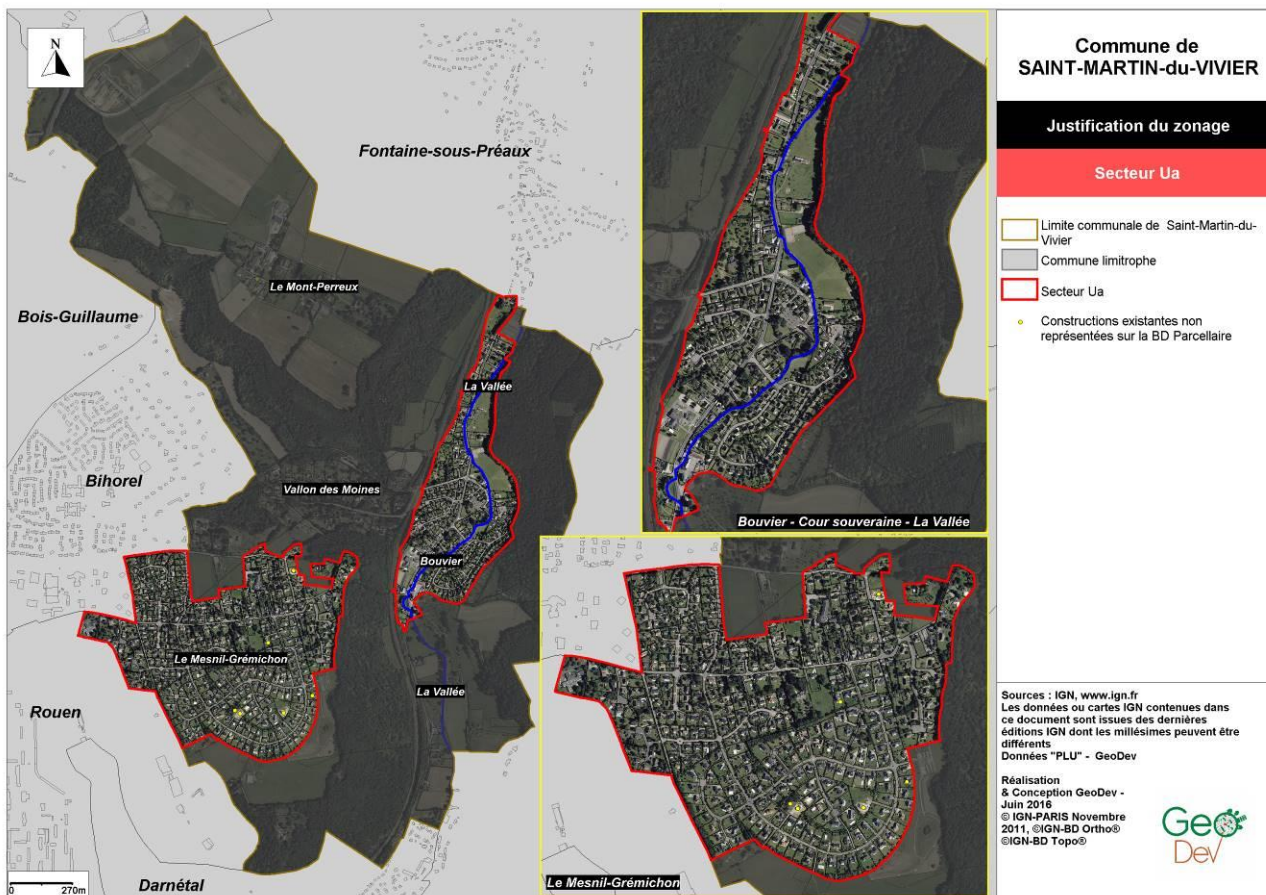 N
Fontaine-sous-Préaux
Le Mont-Perreux
Bois-Guillaume
La Vallée
Bihorel
Vallon des Moines
Bouvier
Le Mesnil-Grémichon
La Vallée
Rouen
Darnétal
0 270m
Bouvier - Cour souveraine - La Vallée
Le Mesnil-Grémichon
Commune de
SAINT-MARTIN-du-VIVIER
Justification du zonage
Secteur Ua
Limite communale de Saint-Martin-du-
Vivier
Commune limitrophe
Secteur Ua
Constructions existantes non
représentées sur la BD Parcellaire
Sources : IGN, www.ign.fr
Les données ou cartes IGN contenues dans
ce document sont issues des dernières
éditions IGN dont les millésimes peuvent être
différents
Données "PLU" - GeoDev
Réalisation
& Conception GeoDev -
Juin 2016
© IGN-PARIS Novembre
2011, ©IGN-BD Ortho®
©IGN-BD Topo®
Geo
Dev